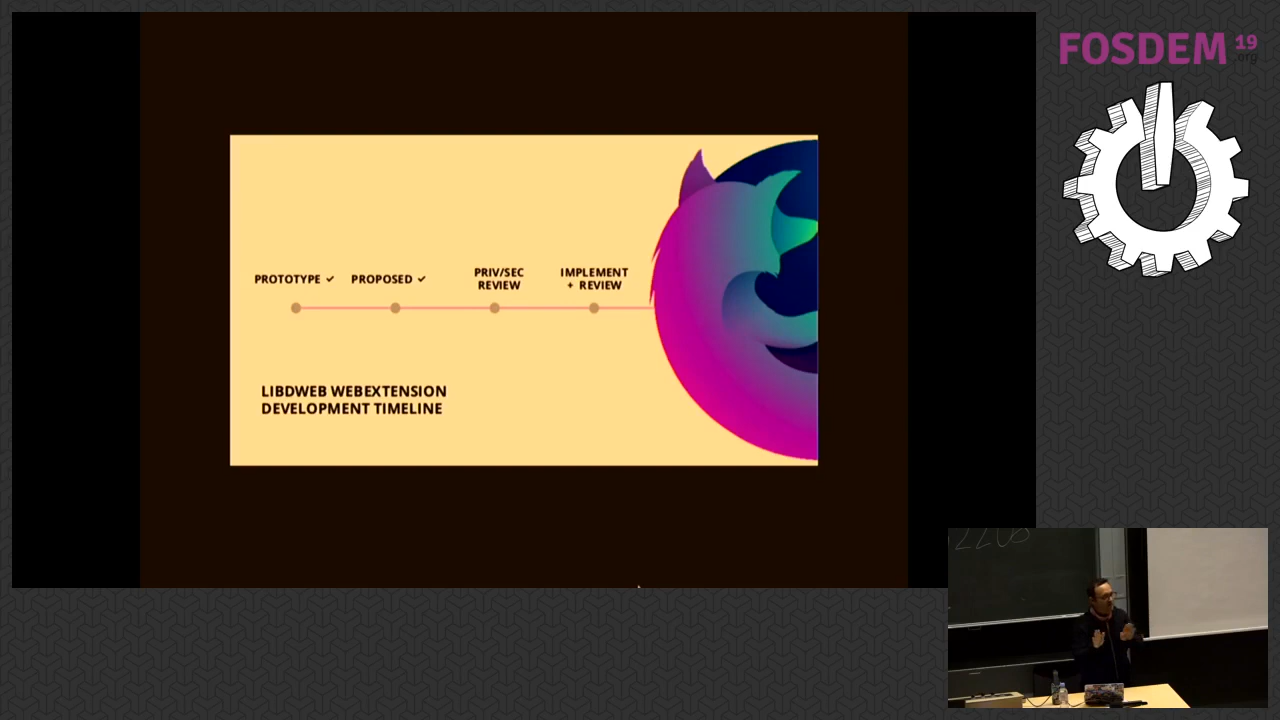 FOSDEM 19
.org
PROTOTYPE ✓ PROPOSED ✓ PRIV/SEC REVIEW IMPLEMENT + REVIEW
LIBDWEB WEBEXTENSION
DEVELOPMENT TIMELINE